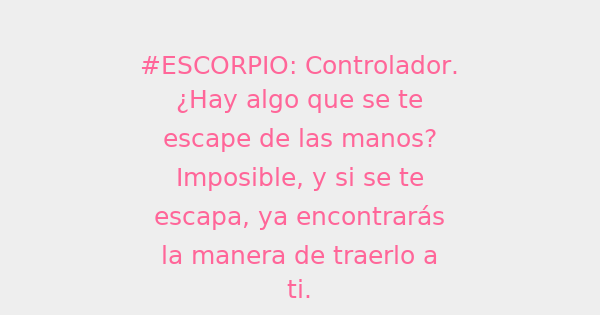 #ESCORPIO: Controlador.
¿Hay algo que se te
escape de las manos?
Imposible, y si se te
escapa, ya encontrarás
la manera de traerlo a
ti.